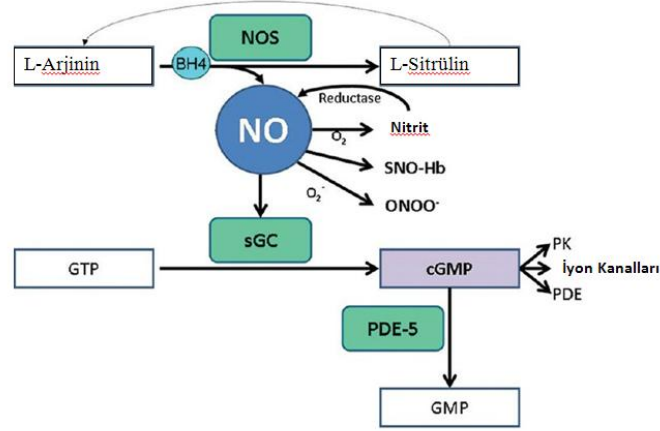 NOS
L-Arjinin
BH4
L-Sitrülin
Reductase
NO
O2
Nitrit
SNO-Hb
O2-
ONOO-
sGC
GTP
cGMP
PK
İyon Kanalları
PDE
PDE-5
GMP